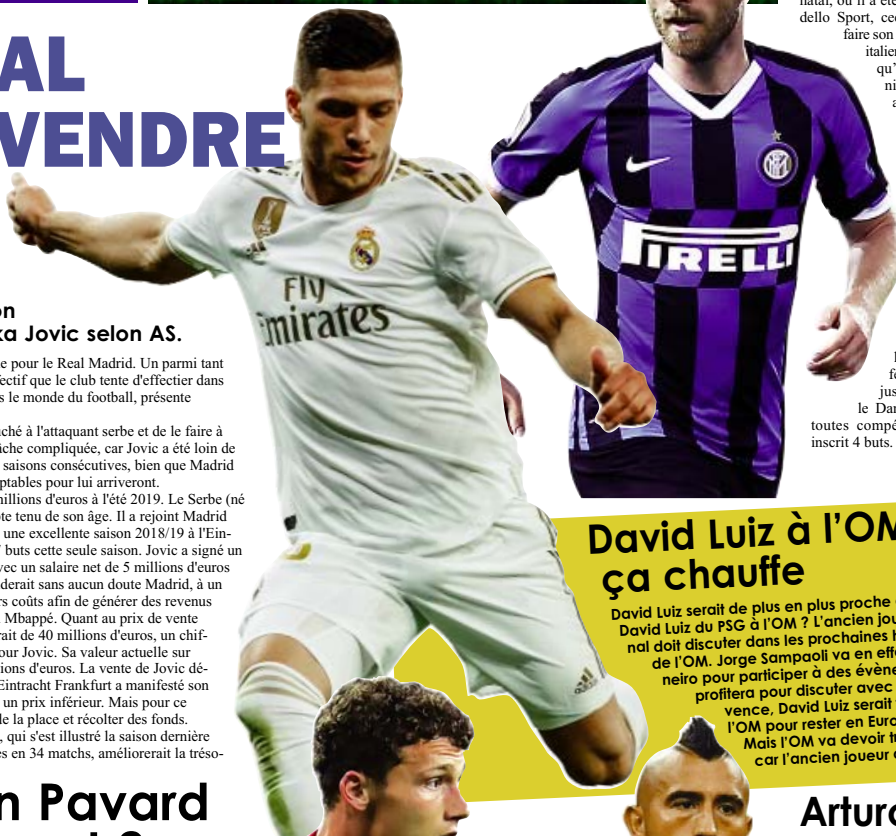 AL
VENDRE
on
ka Jovic selon AS.
e pour le Real Madrid. Un parmi tant
fectif que le club tente d'effectier dans
s le monde du football, présente
ché à l'attaquant serbe et de le faire à
che compliquée, car Jovic a été loin de
saisons consécutives, bien que Madrid
ptables pour lui arriveront.
millions d'euros à l'été 2019. Le Serbe (né
te tenu de son âge. Il a rejoint Madrid
une excellente saison 2018/19 à l'Ein-
buts cette seule saison. Jovic a signé un
vec un salaire net de 5 millions d'euros
derait sans aucun doute Madrid, à un
rs coûts afin de générer des revenus
Mbappé. Quant au prix de vente
rait de 40 millions d'euros, un chif-
our Jovic. Sa valeur actuelle sur
ions d'euros. La vente de Jovic dé-
Eintracht Frankfurt a manifesté son
un prix inférieur. Mais pour ce
le la place et récolter des fonds.
, qui s'est illustré la saison dernière
es en 34 matchs, améliorerait la tréso-
n Pavard
Fly
Emirates
PIRELLI
natal, où il a été
dello Sport, ce
faire son
italie
qu'
ni
a
f
jus
le Da
toutes comp
inscrit 4 buts.
David Luiz à l'OM
ça chauffe
David Luiz serait de plus en plus proche
David Luiz du PSG à l'OM ? L'ancien jou
nal doit discuter dans les prochaines h
de l'OM. Jorge Sampaoli va en eff
neiro pour participer à des évène
profitera pour discuter avec
vence, David Luiz serait
l'OM pour rester en Euro
Mais l'OM va devoir t
car l'ancien joueur
Artur